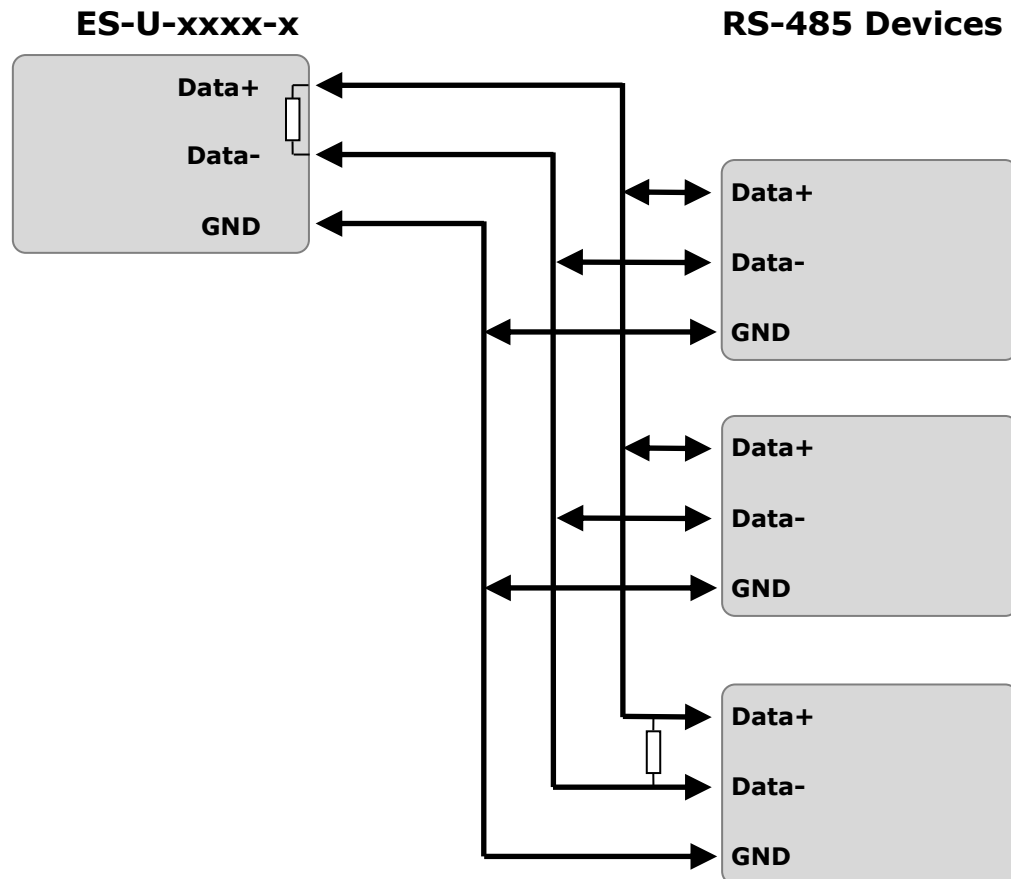 ES-U-xxxx-x
RS-485 Devices
Data+
Data-
GND
Data+
Data-
GND
Data+
Data-
GND
Data+
Data-
GND